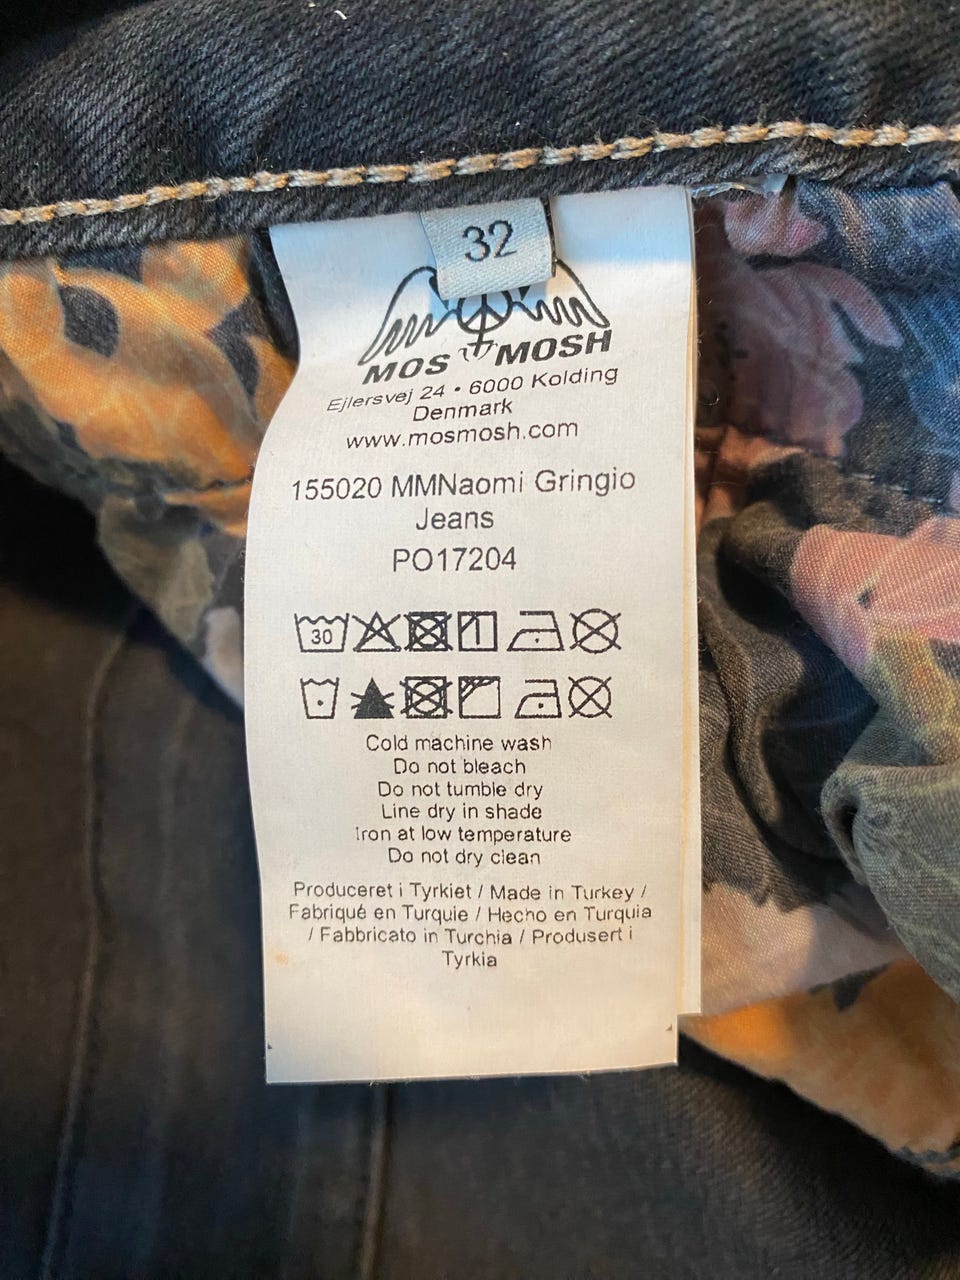 32
MOS MOSH
Ejlersvej 24 • 6000 Kolding
Denmark
www.mosmosh.com
155020 MMNaomi Gringio
Jeans
PO17204
30
Cold machine wash
Do not bleach
Do not tumble dry
Line dry in shade
Iron at low temperature
Do not dry clean
Produceret i Tyrkiet / Made in Turkey /
Fabriqué en Turquie / Hecho en Turquia
/ Fabbricato in Turchia / Produsert i
Tyrkia